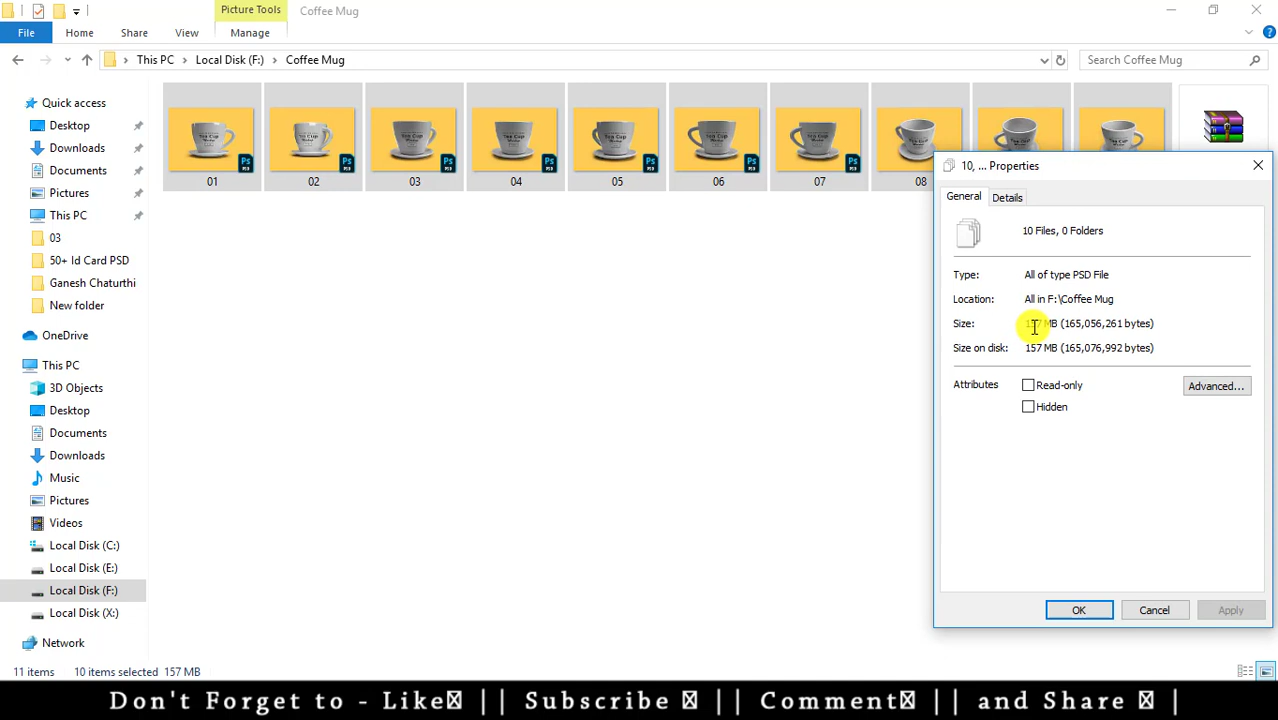 Picture Tools
Coffee Mug
File
Home
Share
View
Manage
This PC
Local Disk (F:)
Coffee Mug
Search Coffee Mug
Quick access
Desktop
Downloads
Documents
Pictures
This PC
03
50+ Id Card PSD
Ganesh Chaturthi
New folder
OneDrive
This PC
3D Objects
Desktop
Documents
Downloads
Music
Pictures
Videos
Local Disk (C:)
Local Disk (E:)
Local Disk (F:)
Local Disk (X:)
Network
01
02
03
04
05
06
07
08
10, ... Properties
General
Details
10 Files, 0 Folders
Type: All of type PSD File
Location: All in F:\Coffee Mug
Size: 157 MB (165,056,261 bytes)
Size on disk: 157 MB (165,076,992 bytes)
Attributes
Read-only
Advanced...
Hidden
OK
Cancel
Apply
11 items
10 items selected 157 MB
Don't Forget to - Like || Subscribe || Comment || and Share |